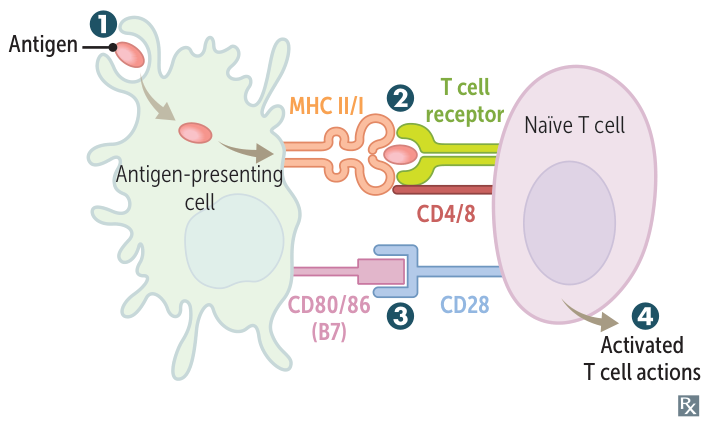 1
Antigen
MHC II/I
2
T cell
receptor
Naïve T cell
Antigen-presenting
cell
CD4/8
CD80/86
(B7)
3
CD28
4
Activated
T cell actions
Rx